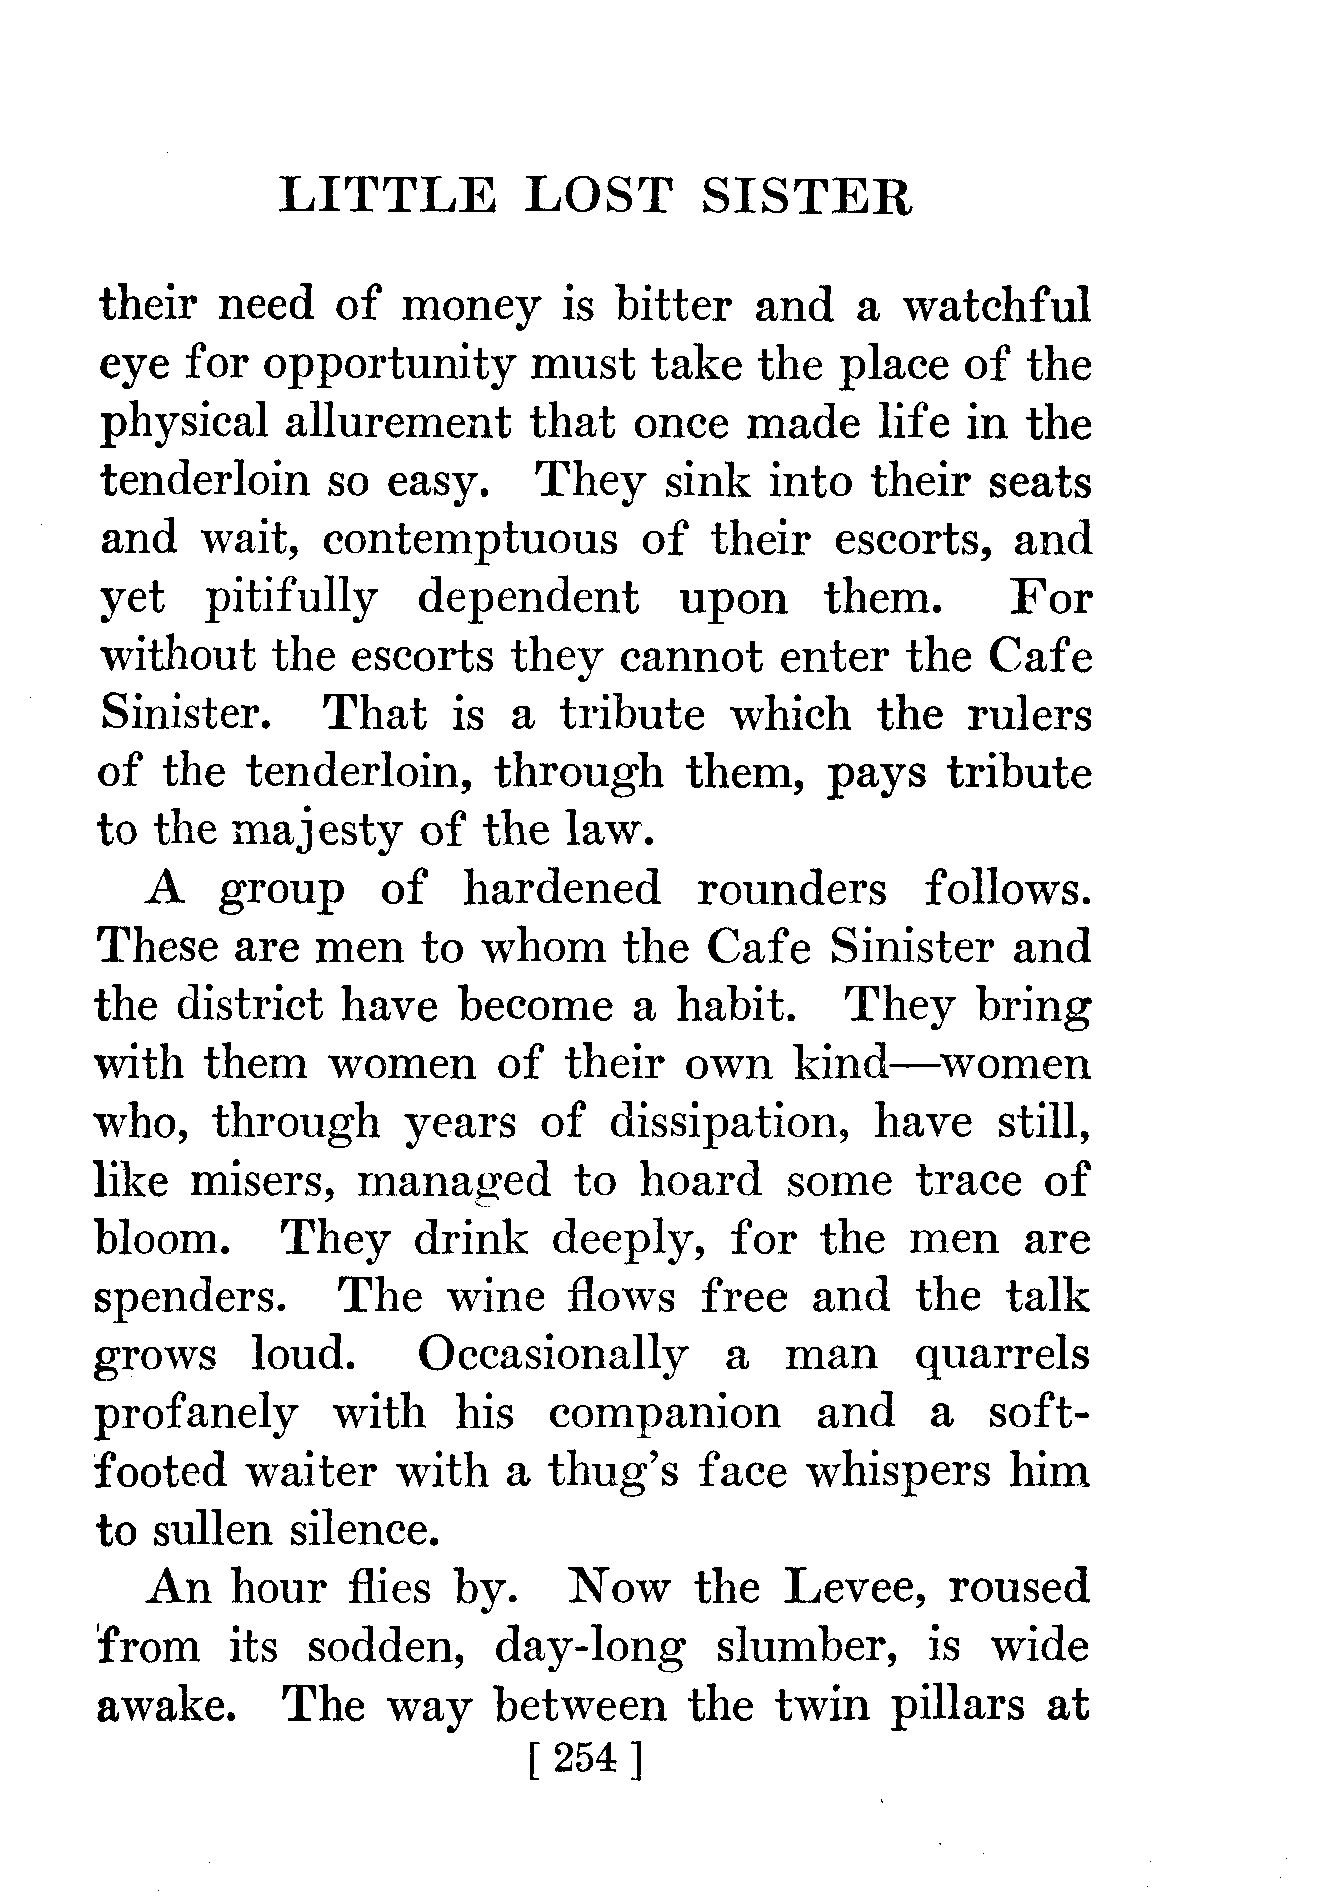 LITTLE LOST SISTER
their need of money is bitter and a watchful
eye for opportunity must take the place of the
physical allurement that once made life in the
tenderloin so easy. They sink into their seats
and wait, contemptuous of their escorts, and
yet pitifully dependent upon them. For
without the escorts they cannot enter the Cafe
Sinister. That is a tribute which the rulers
of the tenderloin, through them, pays tribute
to the majesty of the law.
A group of hardened rounders follows.
These are men to whom the Cafe Sinister and
the district have become a habit. They bring
with them women of their own kind—women
who, through years of dissipation, have still,
like misers, managed to hoard some trace of
bloom. They drink deeply, for the men are
spenders. The wine flows free and the talk
grows loud. Occasionally a man quarrels
profanely with his companion and a soft-
footed waiter with a thug's face whispers him
to sullen silence.
An hour flies by. Now the Levee, roused
from its sodden, day-long slumber, is wide
awake. The way between the twin pillars at
[ 254 ]